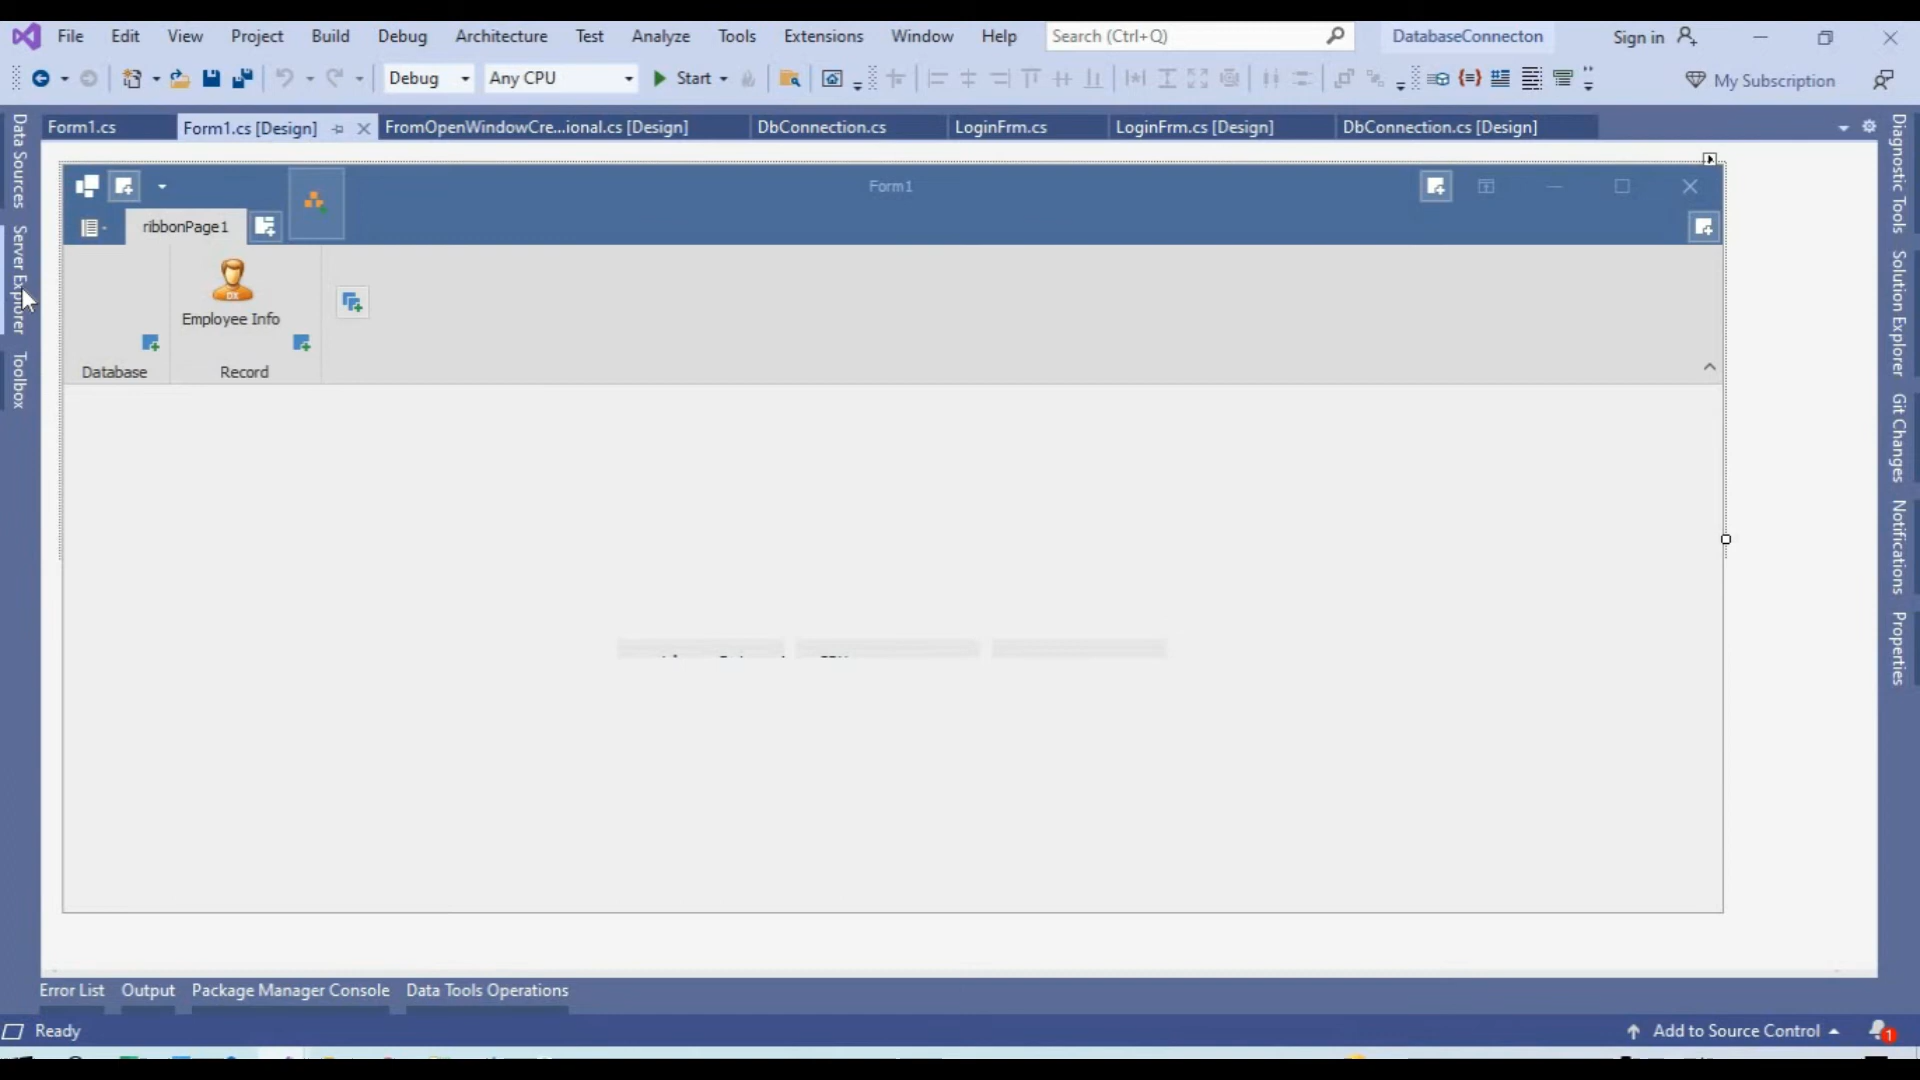 File Edit View Project Build Debug Architecture Test Analyze Tools Extensions Window Help Search (Ctrl+Q) DatabaseConnecton Sign in
Debug Any CPU Start My Subscription
Form1.cs Form1.cs [Design] FromOpenWindowCre...ional.cs [Design] DbConnection.cs LoginFrm.cs LoginFrm.cs [Design] DbConnection.cs [Design]
Data Sources
Server Explorer
Toolbox
Form1
ribbonPage1
DX
Employee Info
Database Record
Diagnostic Tools
Solution Explorer
Git Changes
Notifications
Properties
Error List Output Package Manager Console Data Tools Operations
Ready Add to Source Control 1